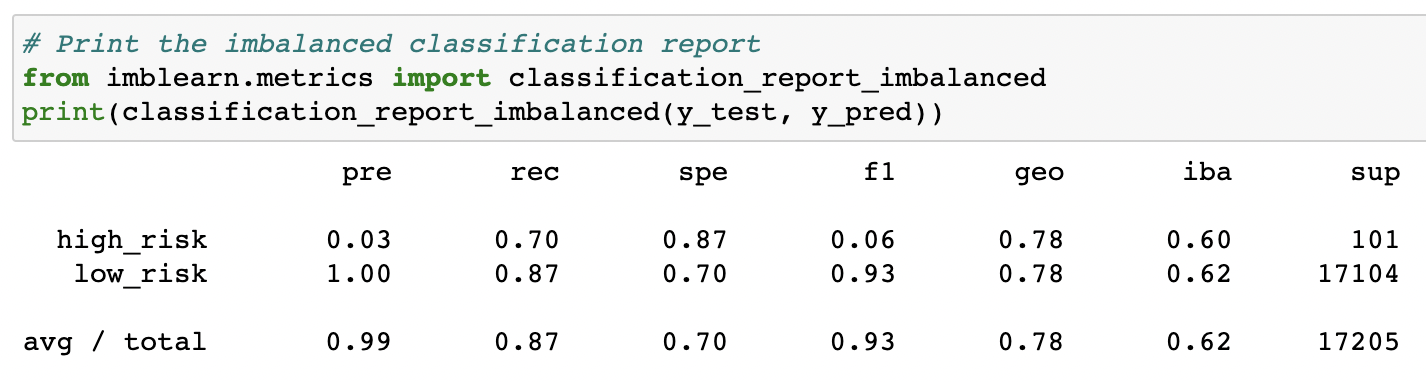 # Print the imbalanced classification report
from imblearn.metrics import classification_report_imbalanced
print(classification_report_imbalanced(y_test, y_pred))
pre rec spe f1 geo iba sup
high_risk 0.03 0.70 0.87 0.06 0.78 0.60 101
low_risk 1.00 0.87 0.70 0.93 0.78 0.62 17104
avg / total 0.99 0.87 0.70 0.93 0.78 0.62 17205